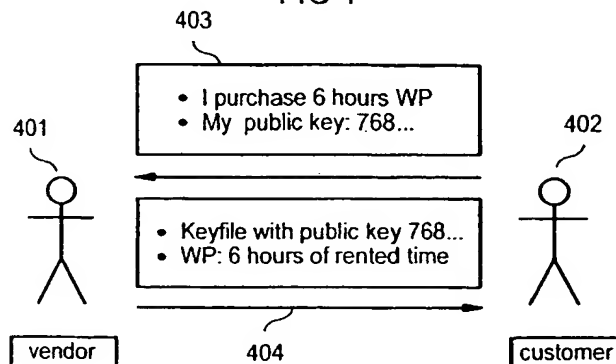 403
• I purchase 6 hours WP
• My public key: 768...
401
402
• Keyfile with public key 768...
• WP: 6 hours of rented time
404
vendor
customer